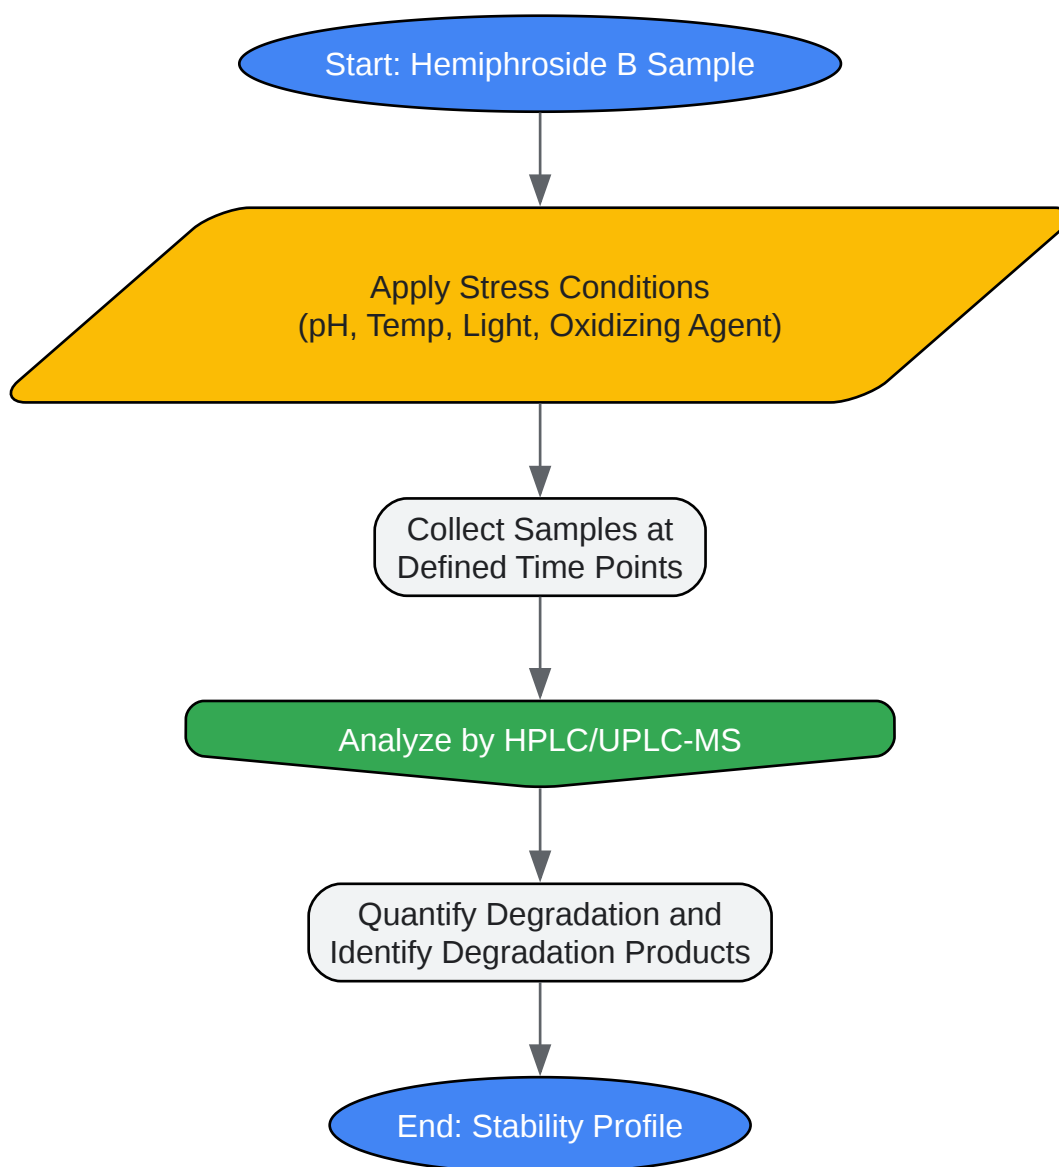 Start: Hemiphroside B Sample
Apply Stress Conditions
(pH, Temp, Light, Oxidizing Agent)
Collect Samples at
Defined Time Points
Analyze by HPLC/UPLC-MS
Quantify Degradation and
Identify Degradation Products
End: Stability Profile